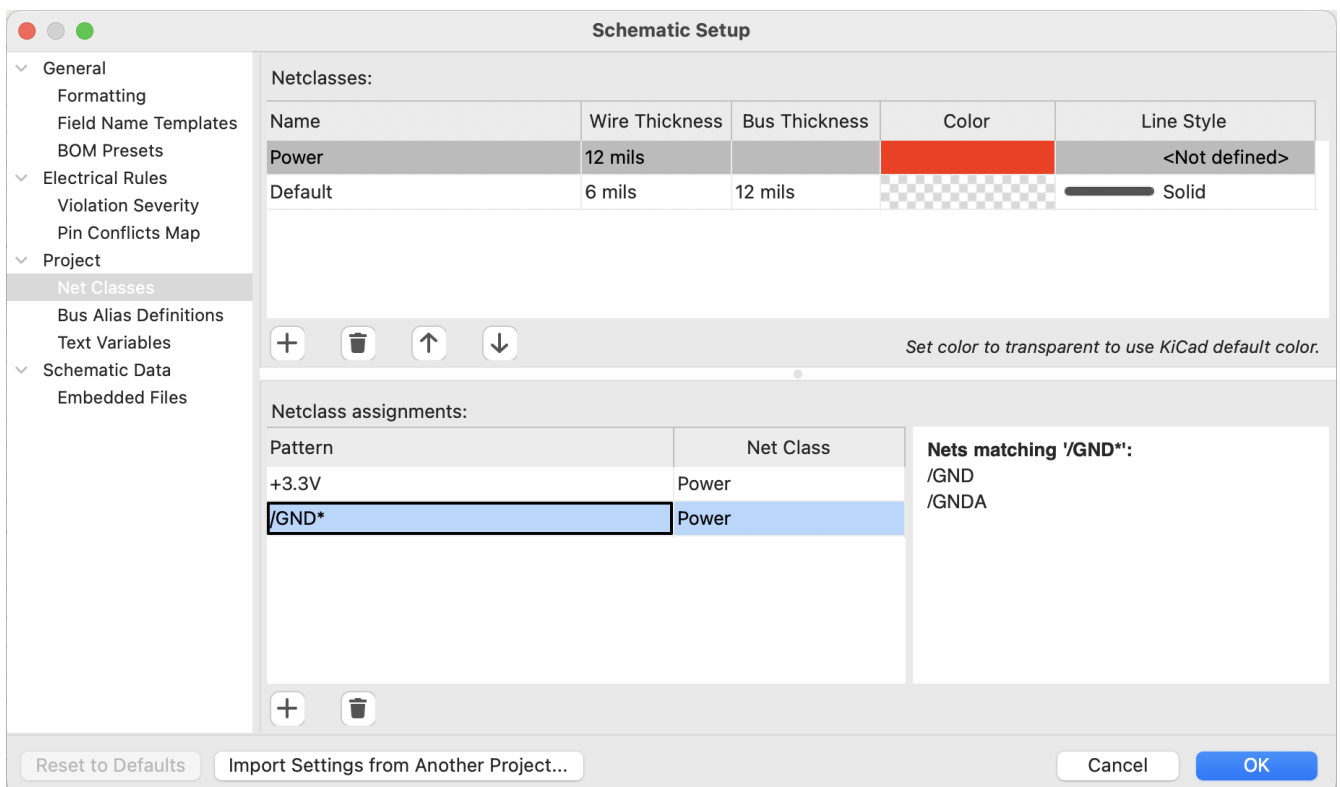 Schematic Setup
General
Formatting
Field Name Templates
BOM Presets
Electrical Rules
Violation Severity
Pin Conflicts Map
Project
Net Classes
Bus Alias Definitions
Text Variables
Schematic Data
Embedded Files
Netclasses:
Name Wire Thickness Bus Thickness Color Line Style
Power 12 mils <Not defined>
Default 6 mils 12 mils Solid
Set color to transparent to use KiCad default color.
Netclass assignments:
Pattern Net Class
+3.3V Power
/GND* Power
Nets matching '/GND*':
/GND
/GNDA
Reset to Defaults Import Settings from Another Project... Cancel OK